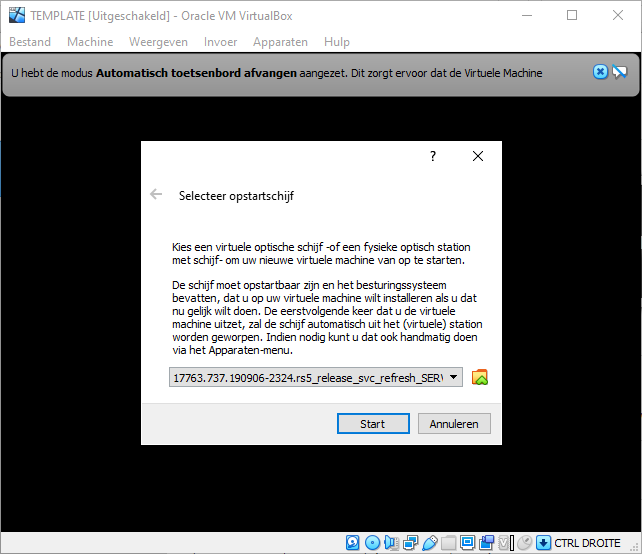 TEMPLATE [Uitgeschakeld] - Oracle VM VirtualBox
Bestand Machine Weergeven Invoer Apparaten Hulp
U hebt de modus Automatisch toetsenbord afvangen aangezet. Dit zorgt ervoor dat de Virtuele Machine
?
Selecteer opstartschijf
Kies een virtuele optische schijf -of een fysieke optisch station
met schijf- om uw nieuwe virtuele machine van op te starten.
De schijf moet opstartbaar zijn en het besturingssysteem
bevatten, dat u op uw virtuele machine wilt installeren als u dat
nu gelijk wilt doen. De eerstvolgende keer dat u de virtuele
machine uitzet, zal de schijf automatisch uit het (virtuele) station
worden geworpen. Indien nodig kunt u dat ook handmatig doen
via het Apparaten-menu.
17763.737.190906-2324.rs5_release_svc_refresh_SERV
Start Annuleren
CTRL DROITE